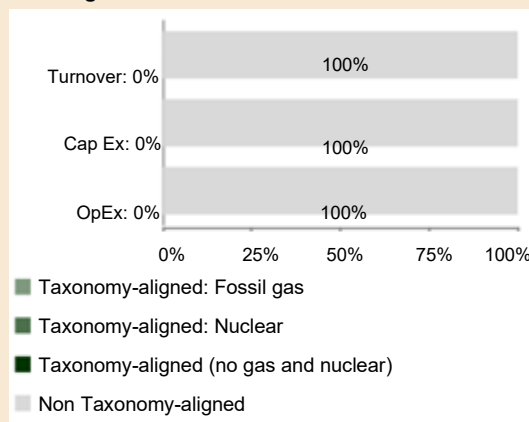 Turnover: 0% 100%
Cap Ex: 0% 100%
OpEx: 0% 100%
0% 25% 50% 75% 100%
Taxonomy-aligned: Fossil gas
Taxonomy-aligned: Nuclear
Taxonomy-aligned (no gas and nuclear)
Non Taxonomy-aligned